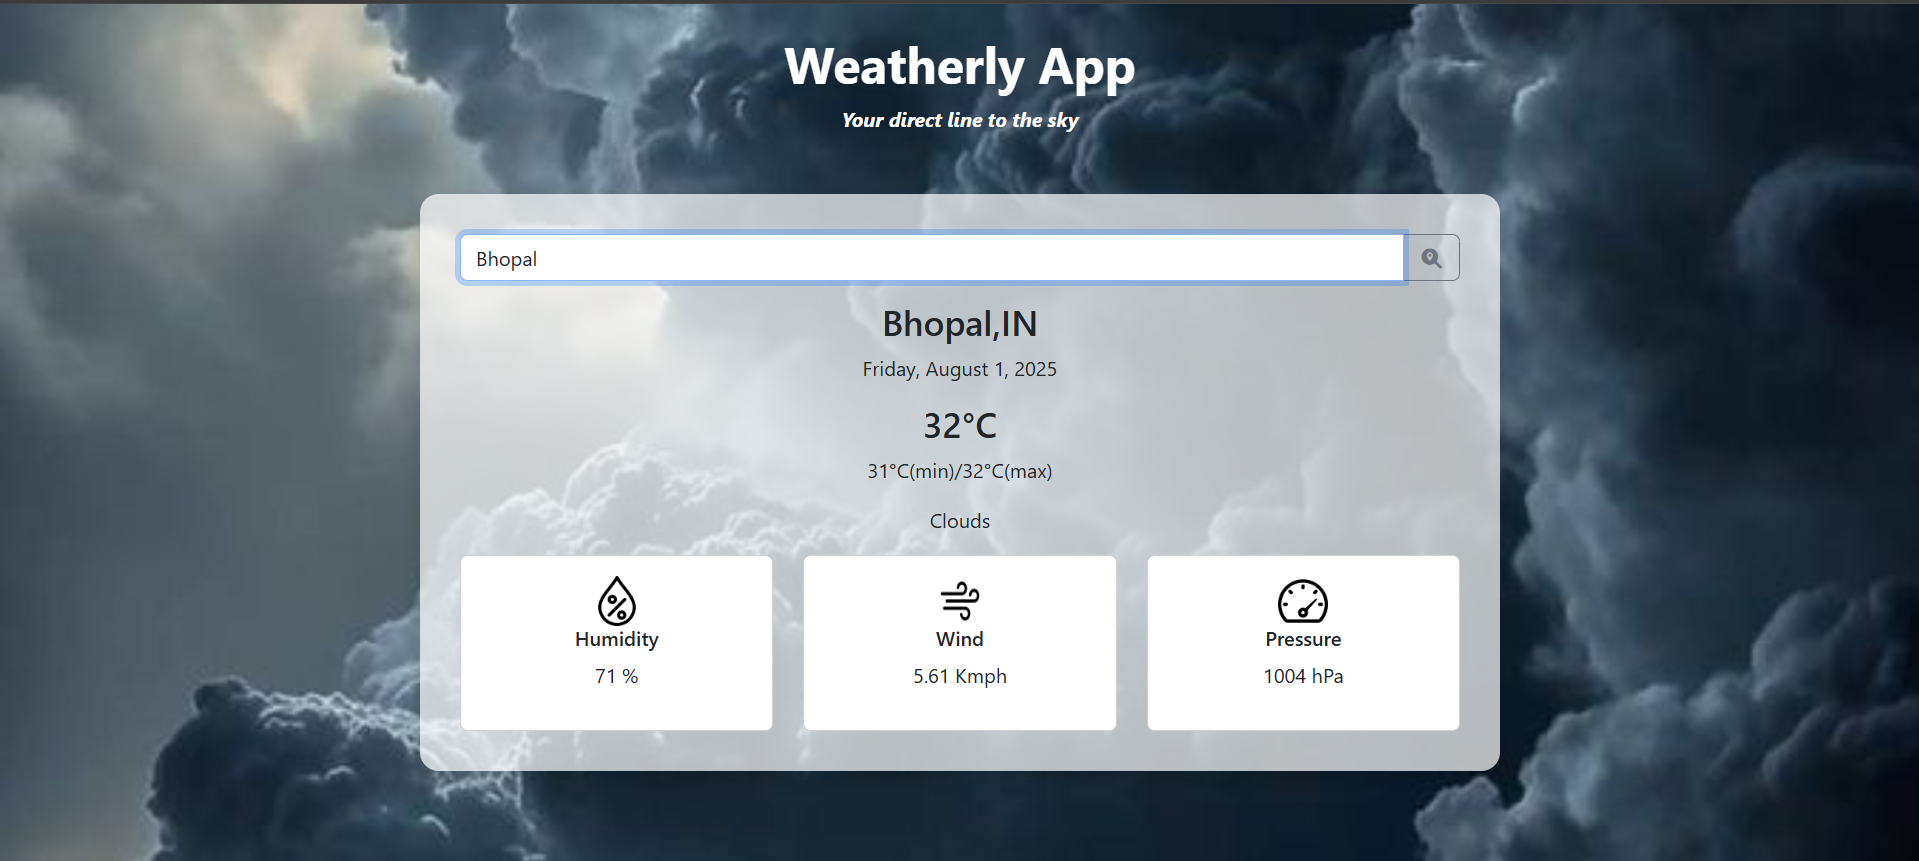 Weatherly App
Your direct line to the sky
Bhopal
Bhopal,IN
Friday, August 1, 2025
32°C
31°C(min)/32°C(max)
Clouds
Humidity
71 %
Wind
5.61 Kmph
Pressure
1004 hPa